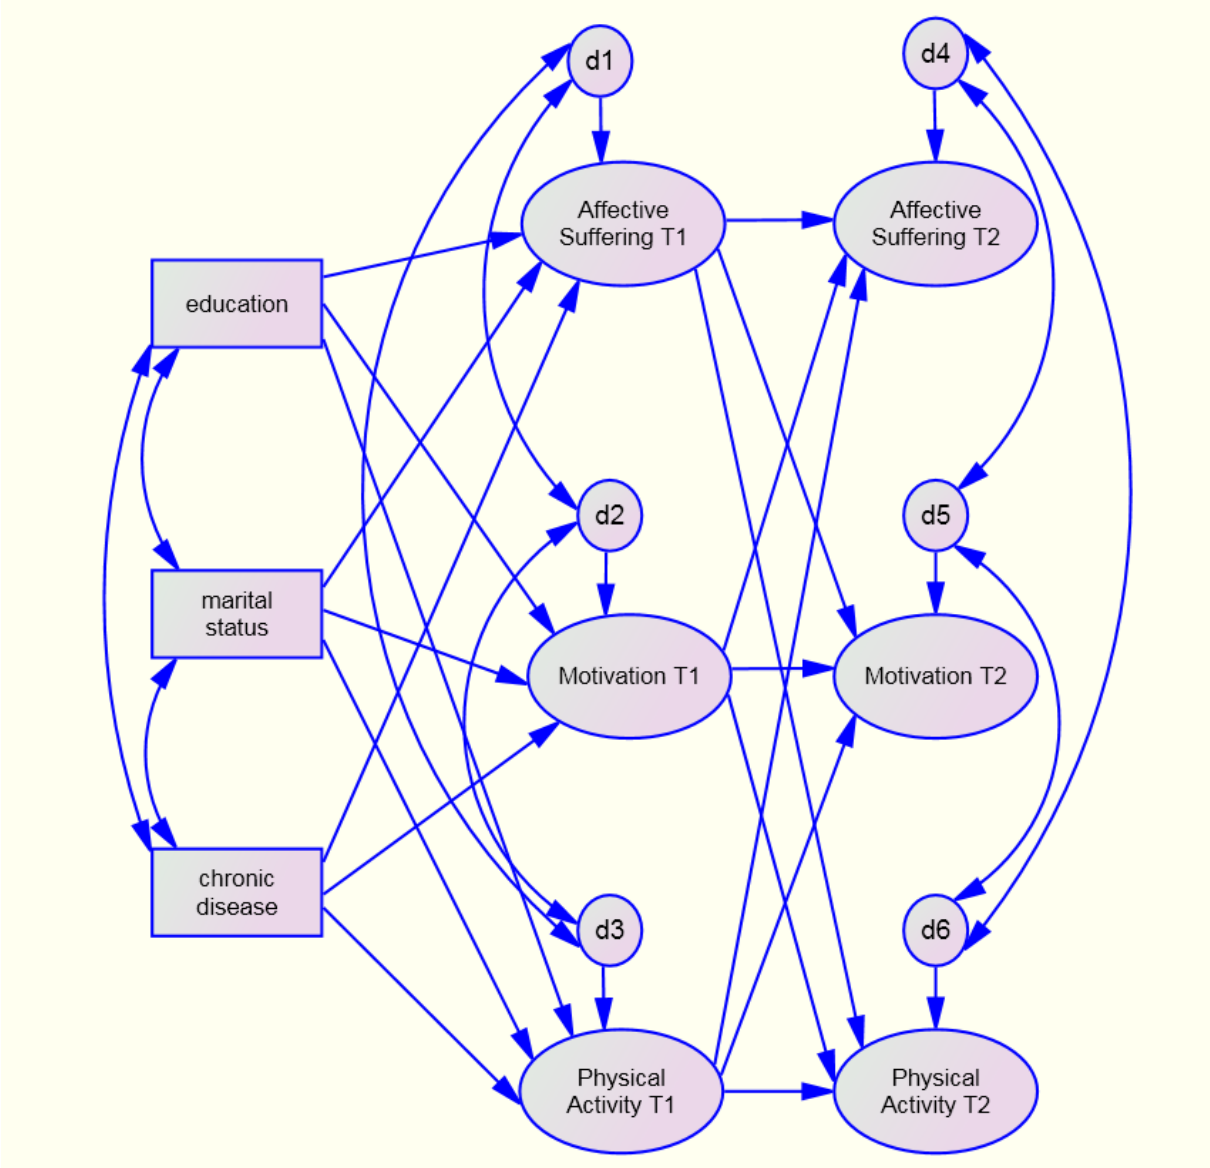 d1
d4
Affective
Suffering T1
Affective
Suffering T2
education
d2
d5
marital
status
Motivation T1
Motivation T2
chronic
disease
d3
d6
Physical
Activity T1
Physical
Activity T2